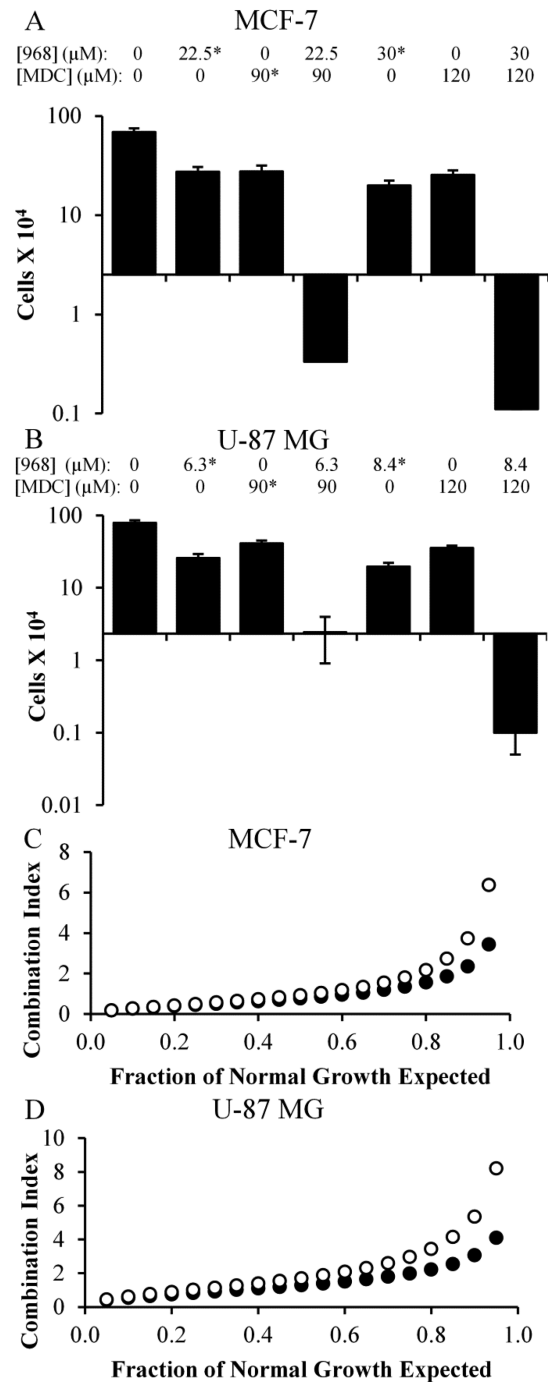 A MCF-7
[968] (µM): 0 22.5* 0 22.5 30* 0 30
[MDC] (µM): 0 0 90* 90 0 120 120
100
10
1
0.1
Cells X 10⁴
B U-87 MG
[968] (µM): 0 6.3* 0 6.3 8.4* 0 8.4
[MDC] (µM): 0 0 90* 90 0 120 120
100
10
1
0.1
0.01
Cells X 10⁴
C MCF-7
8
6
4
2
0
Combination Index
0.0 0.2 0.4 0.6 0.8 1.0
Fraction of Normal Growth Expected
D U-87 MG
10
8
6
4
2
0
Combination Index
0.0 0.2 0.4 0.6 0.8 1.0
Fraction of Normal Growth Expected